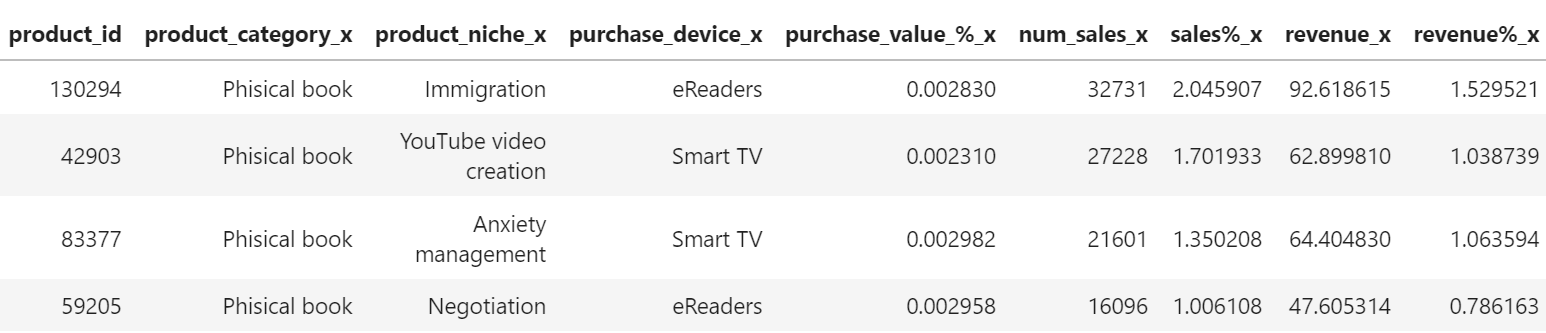 product_id product_category_x product_niche_x purchase_device_x purchase_value_%_x num_sales_x sales%_x revenue_x revenue%_x
130294 Phisical book Immigration eReaders 0.002830 32731 2.045907 92.618615 1.529521
42903 Phisical book YouTube video creation Smart TV 0.002310 27228 1.701933 62.899810 1.038739
83377 Phisical book Anxiety management Smart TV 0.002982 21601 1.350208 64.404830 1.063594
59205 Phisical book Negotiation eReaders 0.002958 16096 1.006108 47.605314 0.786163